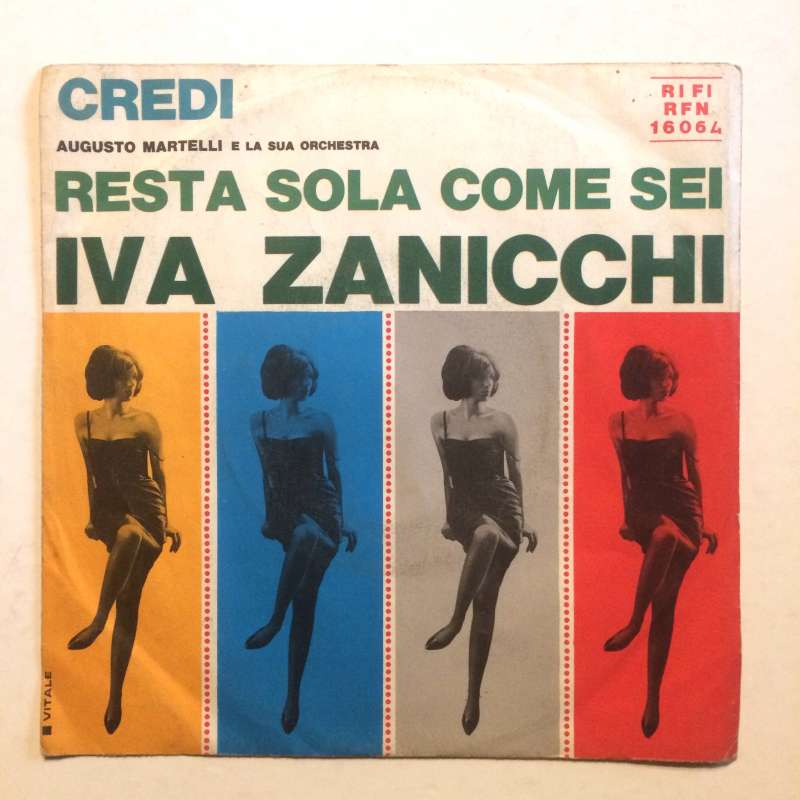 CREDI
RI FI
RFN
16064
AUGUSTO MARTELLI E LA SUA ORCHESTRA
RESTA SOLA COME SEI
IVA ZANICCHI
VITALE